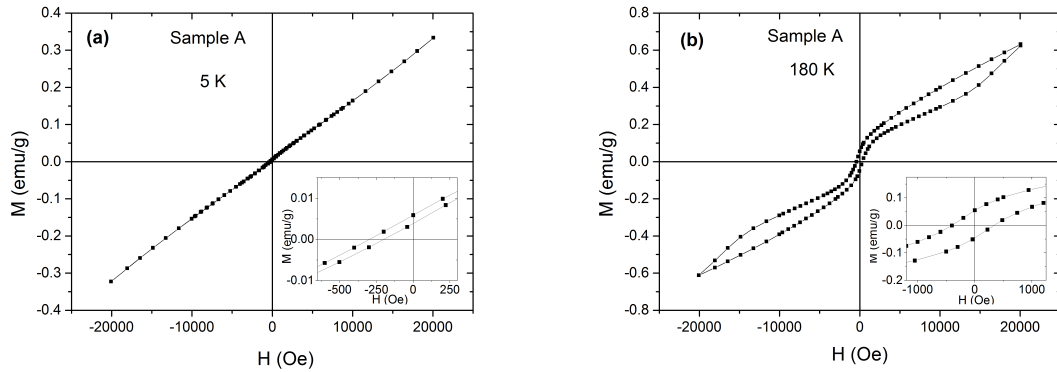 (a)
Sample A
5 K
0.4
0.3
0.2
0.1
0.0
-0.1
-0.2
-0.3
-0.4
M (emu/g)
-20000 -10000 0 10000 20000
H (Oe)
0.01
0.00
-0.01
M (emu/g)
-500 -250 0 250
H (Oe)
(b)
Sample A
180 K
0.8
0.6
0.4
0.2
0.0
-0.2
-0.4
-0.6
-0.8
M (emu/g)
-20000 -10000 0 10000 20000
H (Oe)
0.1
0.0
-0.1
-0.2
M (emu/g)
-1000 0 1000
H (Oe)